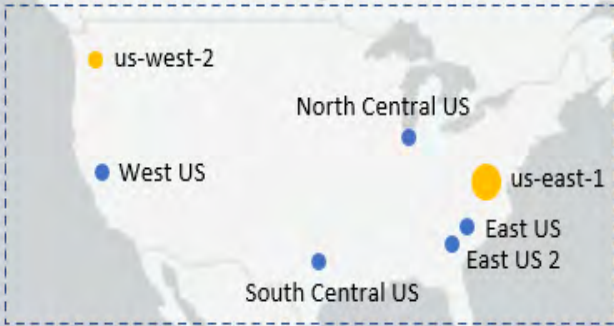 us-west-2
North Central US
West US
us-east-1
East US
East US 2
South Central US